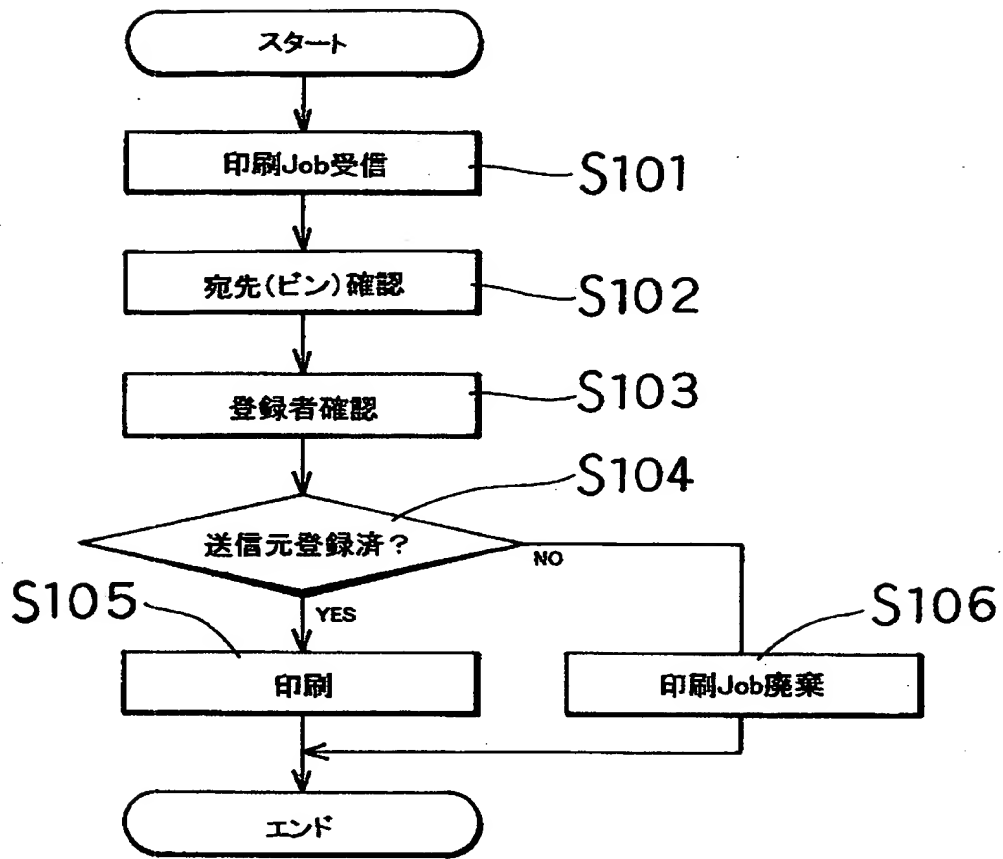 スタート
印刷Job受信
S101
宛先(ビン)確認
S102
登録者確認
S103
S104
送信元登録済?
NO
S105
YES
S106
印刷
印刷Job廃棄
エンド